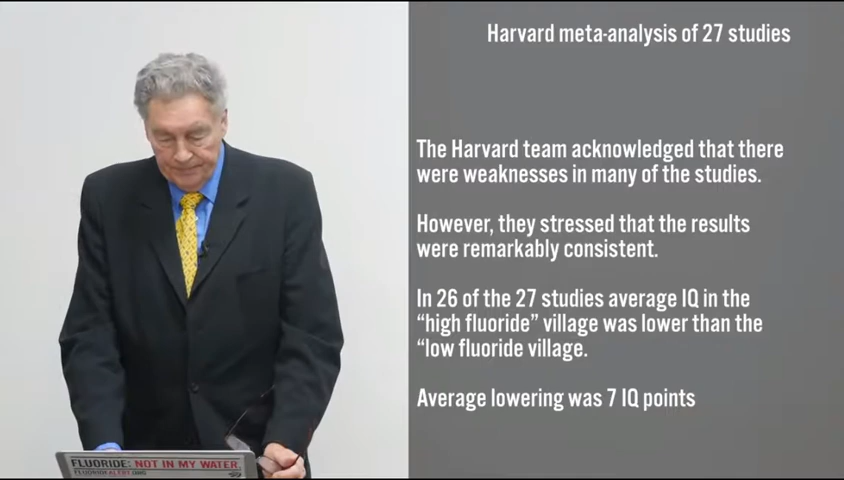 Harvard meta-analysis of 27 studies
The Harvard team acknowledged that there
were weaknesses in many of the studies.
However, they stressed that the results
were remarkably consistent.
In 26 of the 27 studies average IQ in the
“high fluoride” village was lower than the
“low fluoride village.
Average lowering was 7 IQ points
FLUORIDE: NOT IN MY WATER.
FLUORIDEALERT.ORG